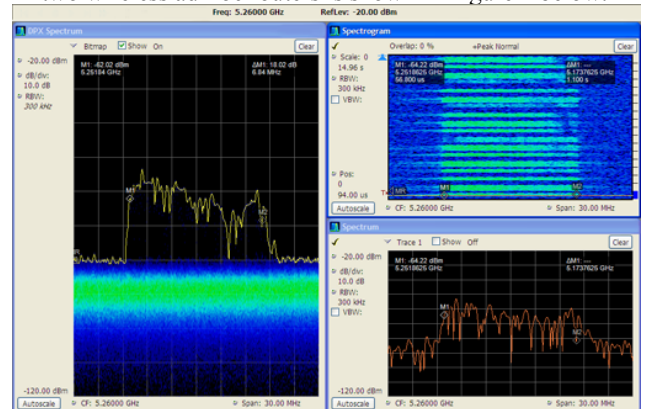 Freq: 5.26000 GHz RefLev: -20.00 dBm
DPX Spectrum
Bitmap Show On Clear
-20.00 dBm
dB/div:
10.0 dB
RBW:
300 kHz
M1: -62.02 dBm
5.25104 GHz
ΔM1: 18.02 dB
6.84 MHz
M1
-120.00 dBm
Autoscale CF: 5.26000 GHz Span: 30.00 MHz
Spectrogram
Overlap: 0 % +Peak Normal Clear
Scale: 0
14.96 s
RBW:
300 kHz
VBW:
M1: -64.22 dBm
5.2518625 GHz
56.800 us
ΔM1: ---
5.1737625 GHz
1.100 s
Pos:
0
94.00 us
M1 M2
Autoscale CF: 5.26000 GHz Span: 30.00 MHz
Spectrum
Trace 1 Show Off Clear
-20.00 dBm
dB/div:
10.0 dB
RBW:
300 kHz
VBW:
M1: -64.22 dBm
5.2518625 GHz
ΔM1: ---
5.1737625 GHz
M1
M2
-120.00 dBm
Autoscale CF: 5.26000 GHz Span: 30.00 MHz